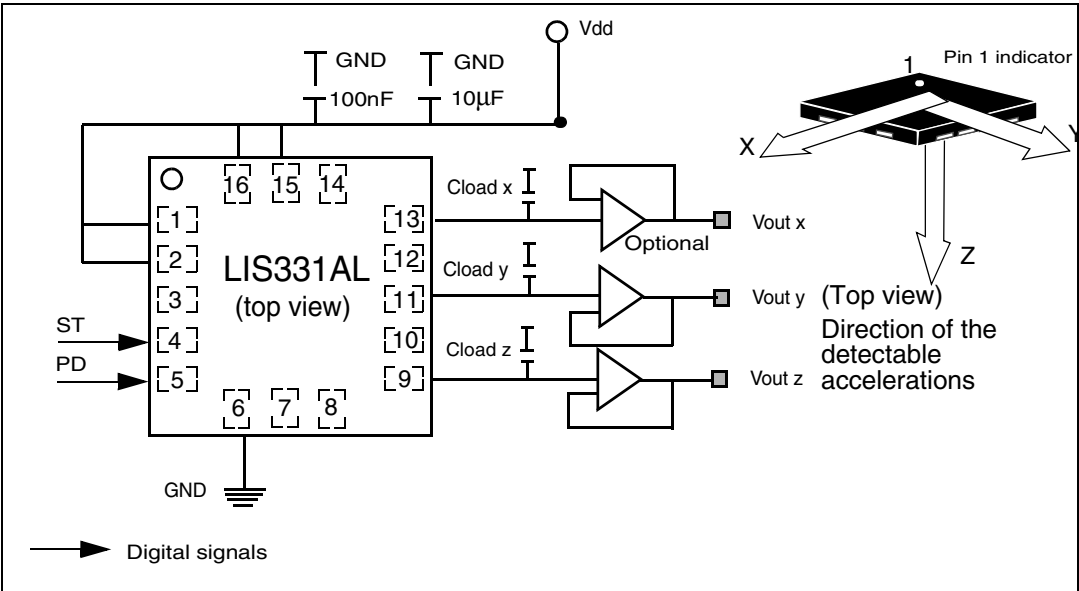 Vdd
GND
GND
100nF
10µF
1
Pin 1 indicator
X
Y
Z
16
15
14
1
2
3
4
5
13
12
11
10
9
6
7
8
LIS331AL
(top view)
ST
PD
GND
Cload x
Cload y
Cload z
Optional
Vout x
Vout y
Vout z
(Top view)
Direction of the
detectable
accelerations
Digital signals